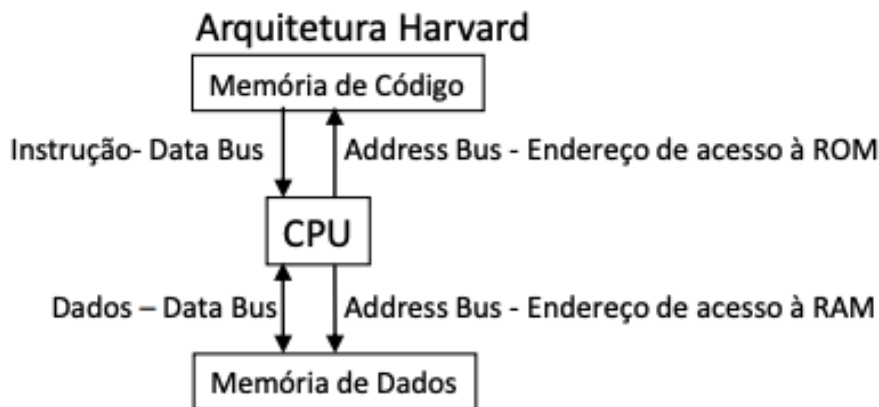 Arquitetura Harvard
Memória de Código
Instrução- Data Bus
Address Bus - Endereço de acesso à ROM
CPU
Dados – Data Bus
Address Bus - Endereço de acesso à RAM
Memória de Dados